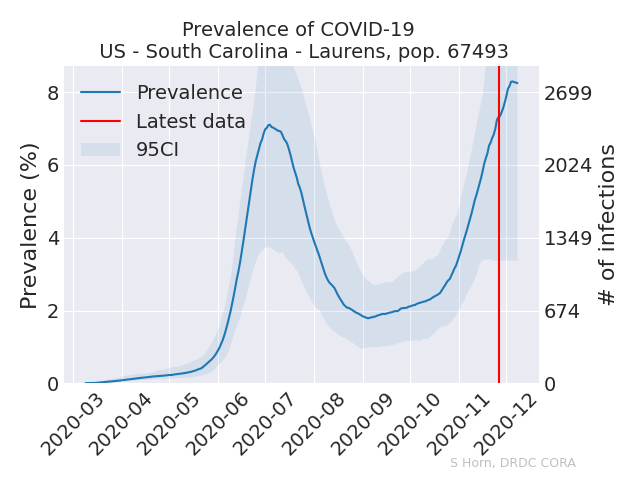 Prevalence of COVID-19
US - South Carolina - Laurens, pop. 67493
Prevalence
Latest data
95CI
Prevalence (%)
8
6
4
2
0
2699
2024
1349
674
0
# of infections
2020-03
2020-04
2020-05
2020-06
2020-07
2020-08
2020-09
2020-10
2020-11
2020-12
S Horn, DRDC CORA